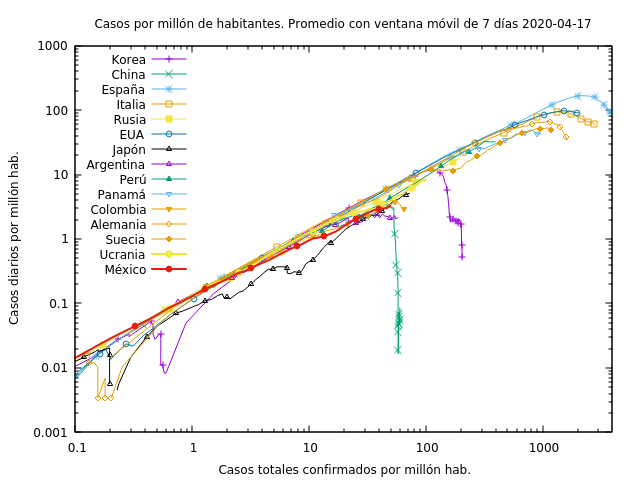 Casos por millón de habitantes. Promedio con ventana móvil de 7 días 2020-04-17
Casos diarios por millón hab.
1000
100
10
1
0.1
0.01
0.001
Korea
China
España
Italia
Rusia
EUA
Japón
Argentina
Perú
Panamá
Colombia
Alemania
Suecia
Ucrania
México
0.1 1 10 100 1000
Casos totales confirmados por millón hab.